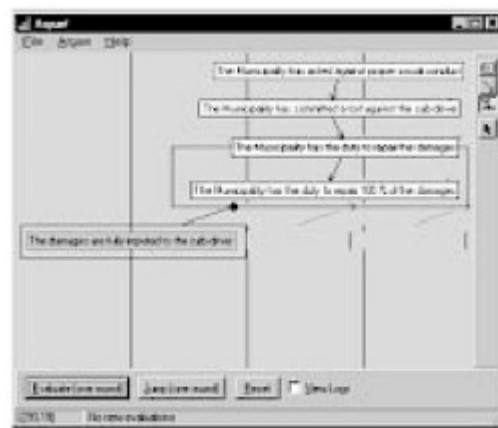 Argue!
File Argue Help
The Municipality has acted against proper social conduct
The Municipality has committed a tort against the cab-driver
The Municipality has the duty to repair the damages
The Municipality has the duty to repair 100 % of the damages
The damages are fully imputed to the cab-driver
Evaluate (one round) Jump (one round) Reset View Logs
No new evaluations